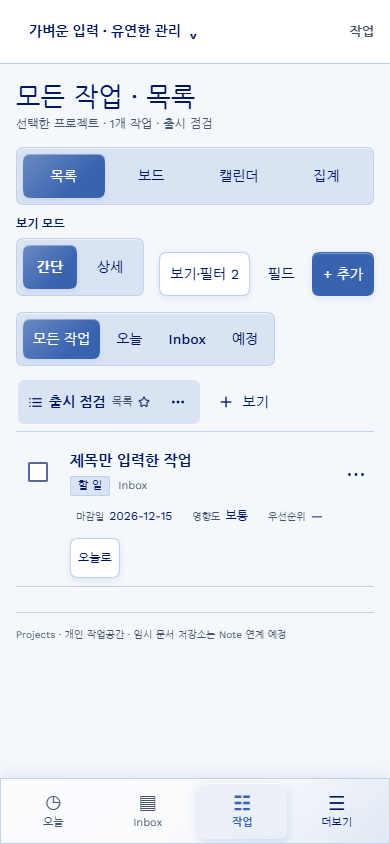 가벼운 입력 · 유연한 관리 v 작업
모든 작업 · 목록
선택한 프로젝트 · 1개 작업 · 출시 점검
목록 보드 캘린더 집계
보기 모드
간단 상세 보기·필터 2 필드 + 추가
모든 작업 오늘 Inbox 예정
출시 점검 목록 ☆ ··· + 보기
제목만 입력한 작업 ···
할 일 Inbox
마감일 2026-12-15 영향도 보통 우선순위 —
오늘로
Projects · 개인 작업공간 · 임시 문서 저장소는 Note 연계 예정
오늘 Inbox 작업 더보기